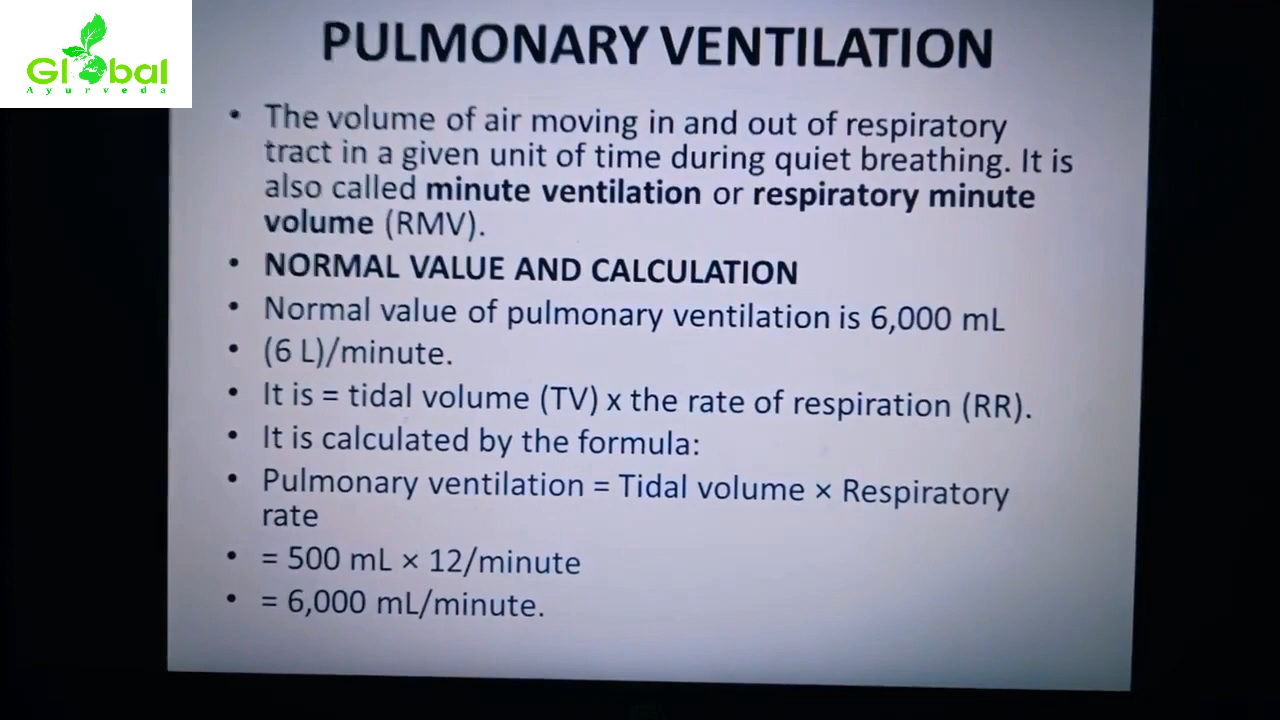 Global
Ayurveda
PULMONARY VENTILATION
• The volume of air moving in and out of respiratory
tract in a given unit of time during quiet breathing. It is
also called minute ventilation or respiratory minute
volume (RMV).
• NORMAL VALUE AND CALCULATION
• Normal value of pulmonary ventilation is 6,000 mL
• (6 L)/minute.
• It is = tidal volume (TV) x the rate of respiration (RR).
• It is calculated by the formula:
• Pulmonary ventilation = Tidal volume × Respiratory
rate
• = 500 mL × 12/minute
• = 6,000 mL/minute.